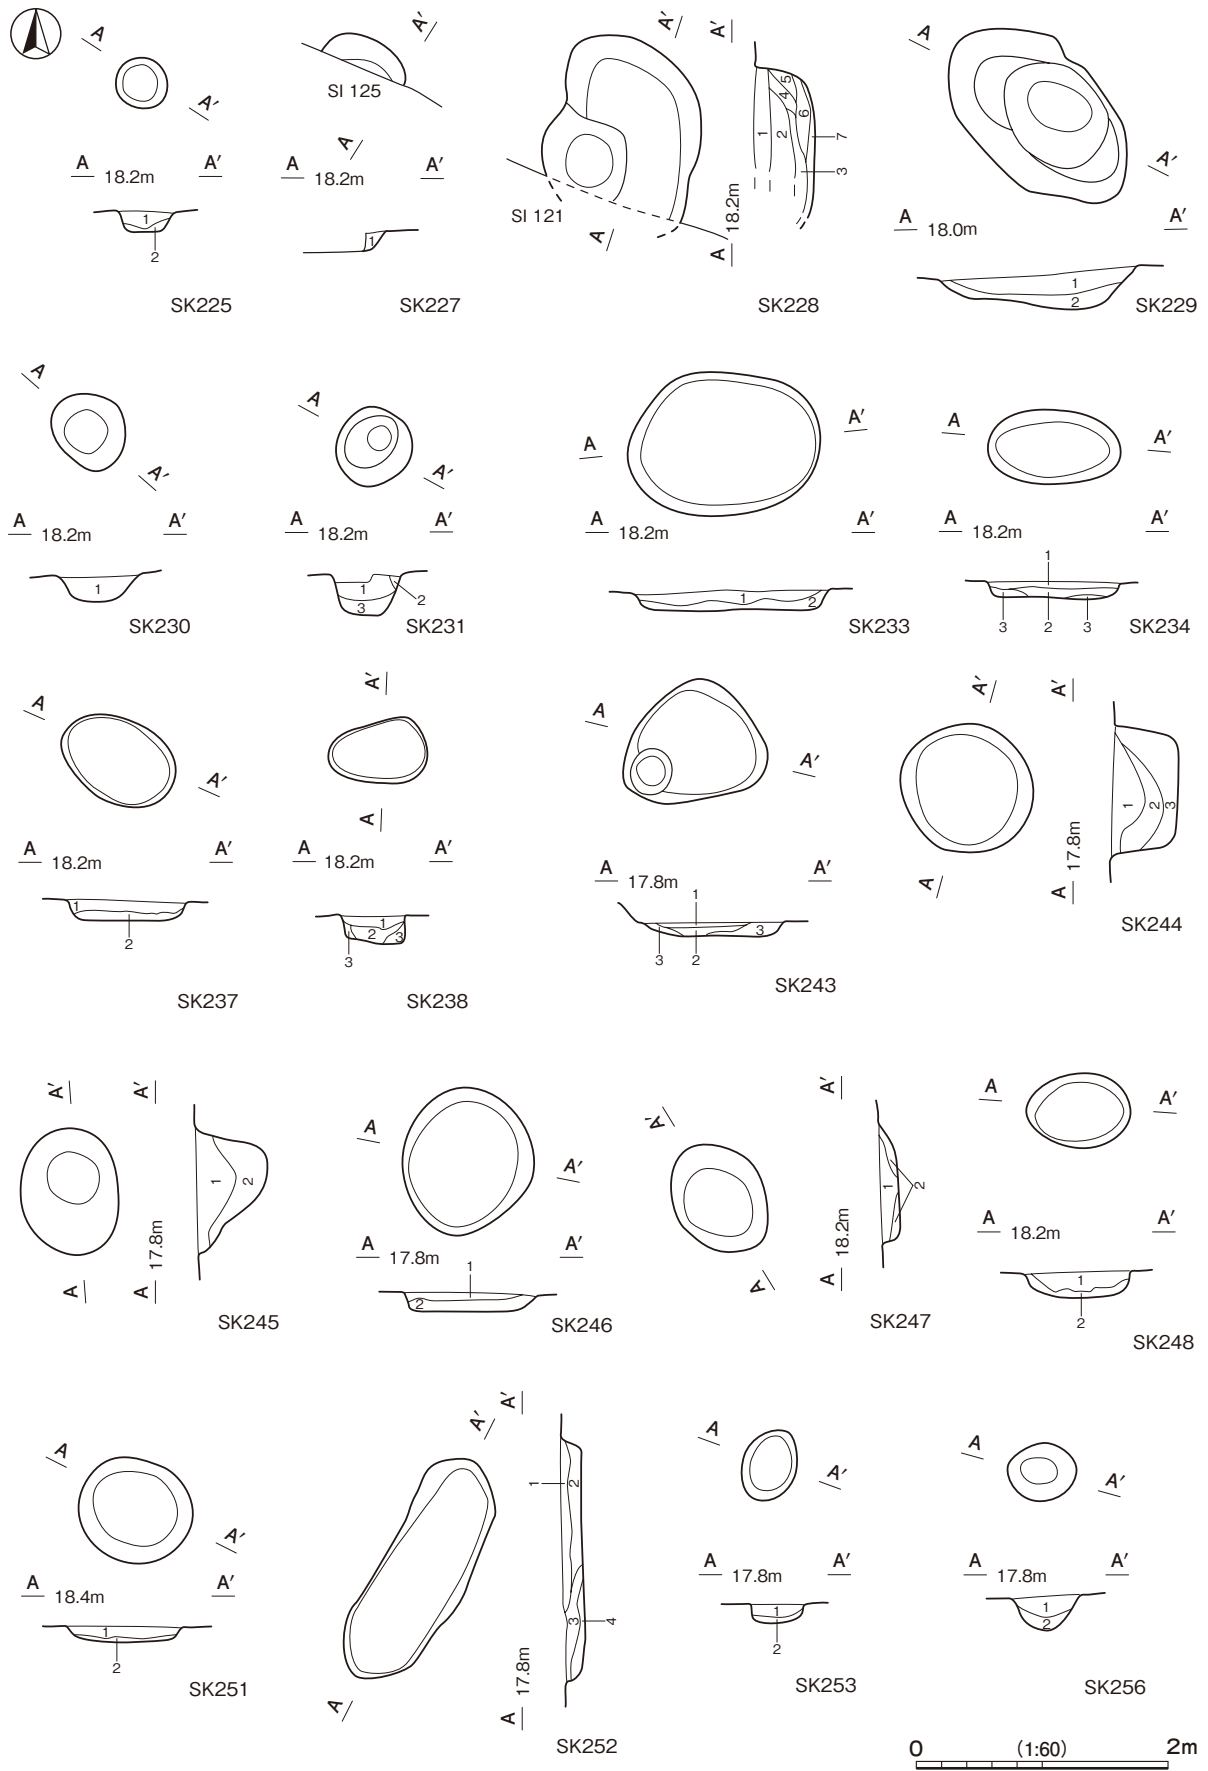 A
A′
A 18.2m A′
1
2
SK225
A′
SI 125
A
A 18.2m A′
1
SK227
A′
SI 121
A
A′
1
2
4
5
6
7
3
A 18.2m
SK228
A
A′
A 18.0m A′
1
2
SK229
A
A′
A 18.2m A′
1
SK230
A
A′
A 18.2m A′
1
2
3
SK231
A
A′
A 18.2m A′
1
2
SK233
A
A′
A 18.2m A′
1
3
2
3
SK234
A
A′
A 18.2m A′
1
2
SK237
A′
A
A 18.2m A′
1
2
3
3
SK238
A
A′
A 17.8m A′
1
3
3
2
SK243
A′
A
A′
1
2
3
A 17.8m
SK244
A′
A
A′
1
2
A 17.8m
SK245
A
A′
A 17.8m A′
1
2
SK246
A′
A
A′
1
2
A 18.2m
SK247
A
A′
A 18.2m A′
1
2
SK248
A
A′
A 18.4m A′
1
2
SK251
A′
A
A′
1
2
3
4
A 17.8m
SK252
A
A′
A 17.8m A′
1
2
SK253
A
A′
A 17.8m A′
1
2
SK256
0 (1:60) 2m